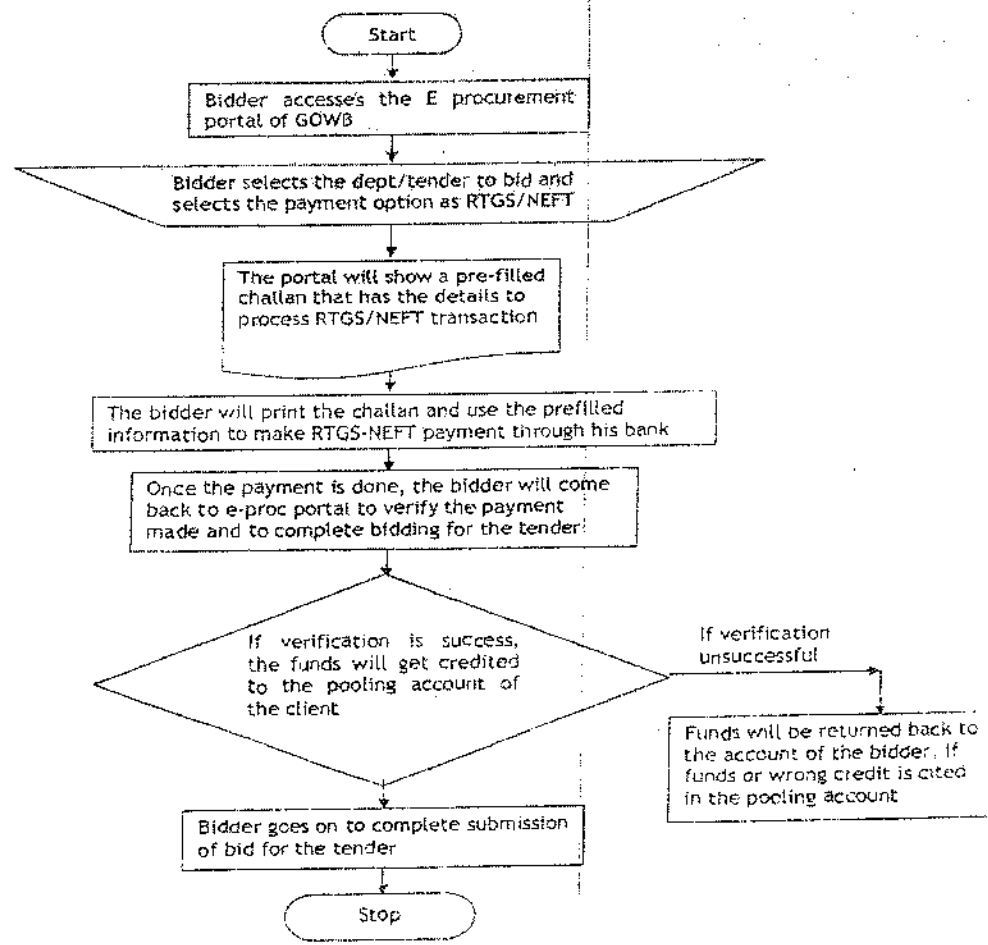 Start
Bidder accesse's the E procurement
portal of GOWB
Bidder selects the dept/tender to bid and
selects the payment option as RTGS/NEFT
The portal will show a pre-filled
challan that has the details to
process RTGS/NEFT transaction
The bidder will print the challan and use the prefilled
information to make RTGS-NEFT payment through his bank
Once the payment is done, the bidder will come
back to e-proc portal to verify the payment
made and to complete bidding for the tender
If verification is success,
the funds will get credited
to the pooling account of
the client
If verification
unsuccessful
Funds will be returned back to
the account of the bidder, if
funds or wrong credit is cited
in the pooling account
Bidder goes on to complete submission
of bid for the tender
Stop